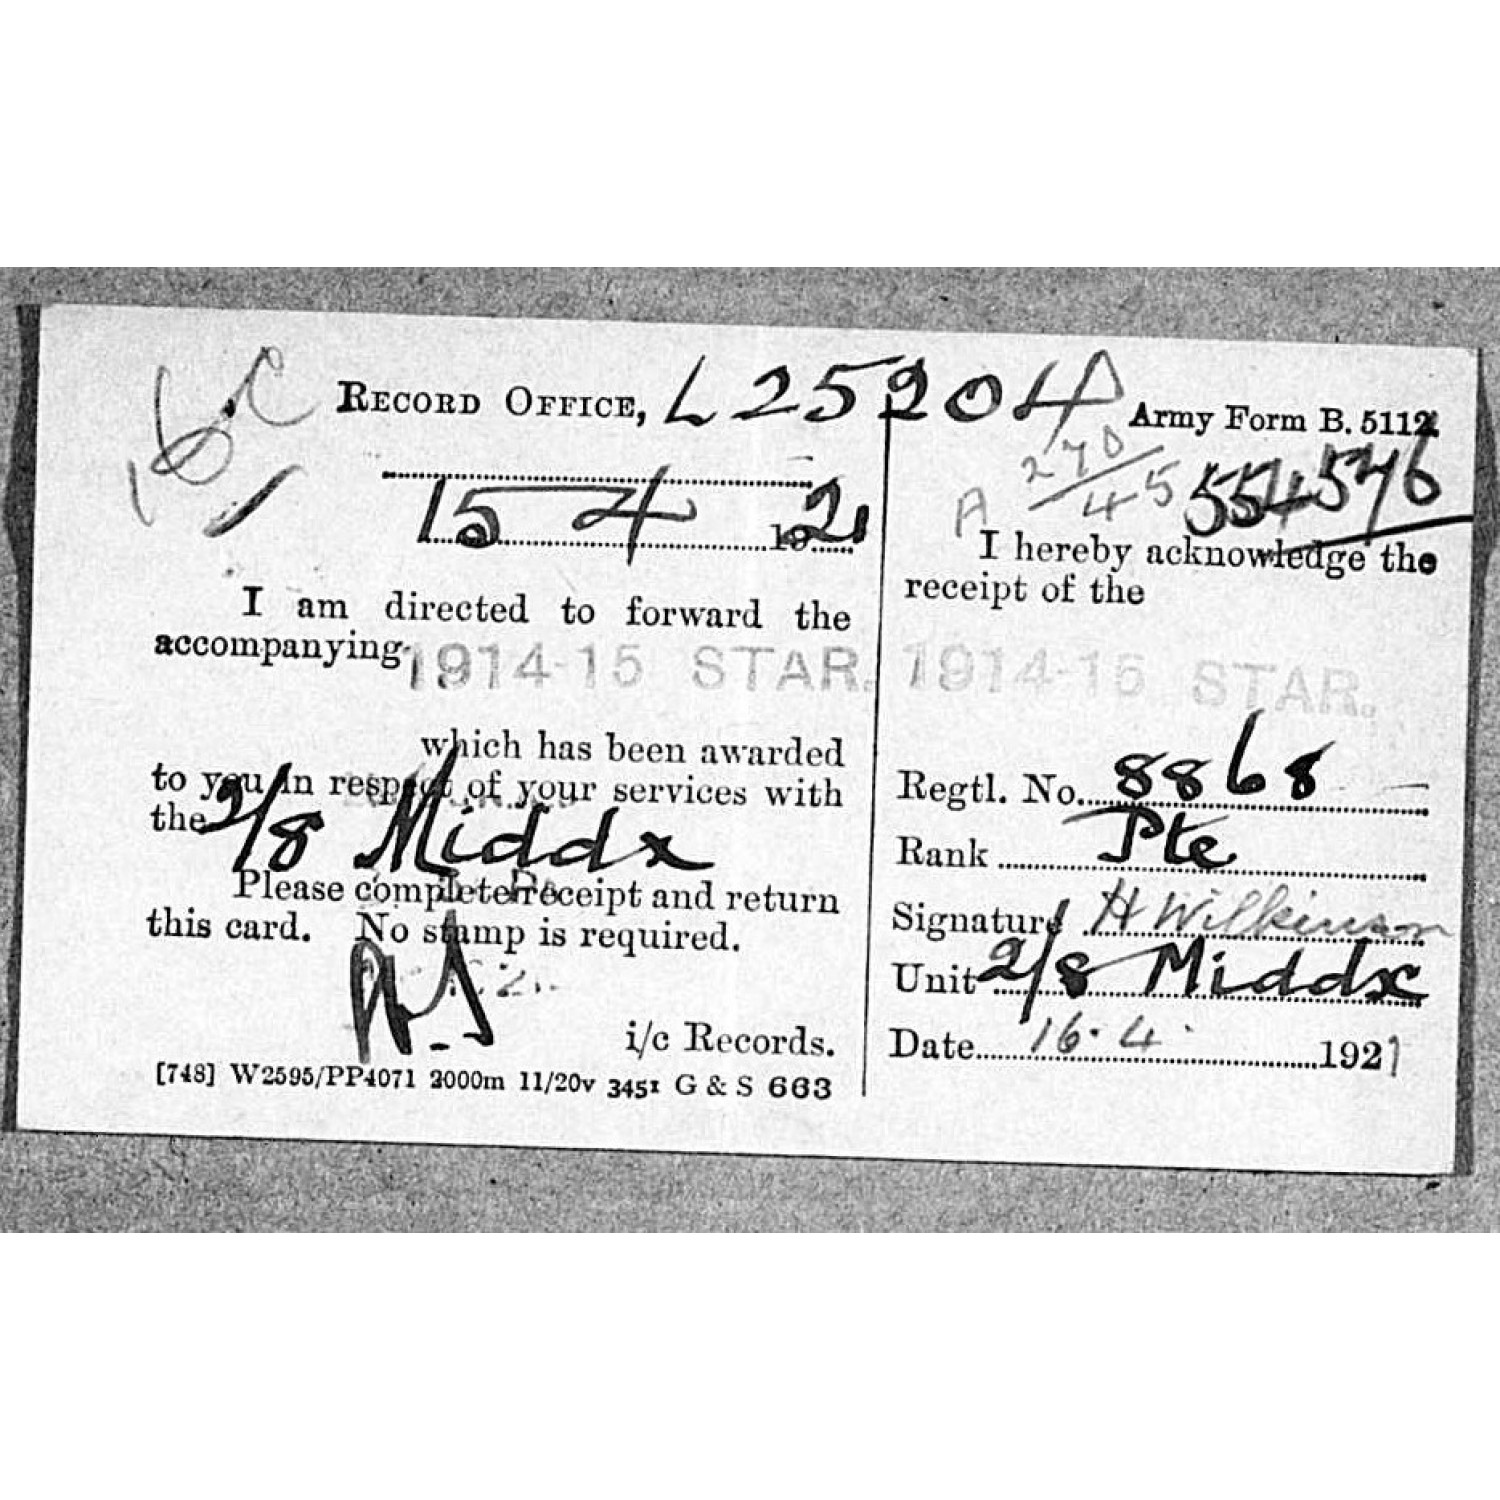 RECORD OFFICE, L 25204
15 4 1921
I am directed to forward the
accompanying 1914-15 STAR.
which has been awarded
to you in respect of your services with
the 2/8 Middx
Please complete receipt and return
this card. No stamp is required.
i/c Records.
[748] W2595/PP4071 2000m 11/20v 3451 G & S 663
Army Form B. 5112.
A 270/45 554576
I hereby acknowledge the
receipt of the
1914-15 STAR.
Regtl. No. 8868
Rank Pte
Signature H Wilkinson
Unit 2/8 Middx
Date 16.4. 1921